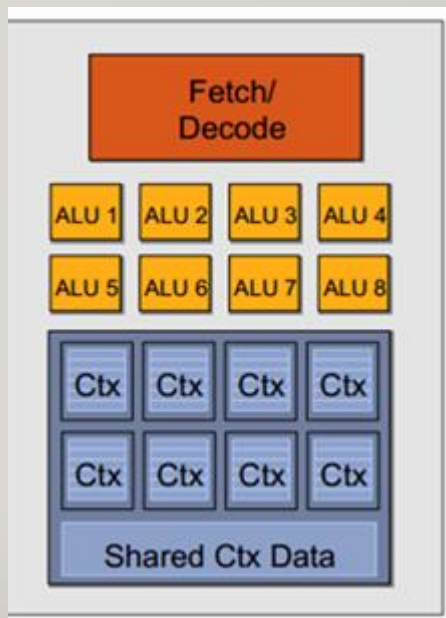 Fetch/
Decode
ALU 1 ALU 2 ALU 3 ALU 4
ALU 5 ALU 6 ALU 7 ALU 8
Ctx Ctx Ctx Ctx
Ctx Ctx Ctx Ctx
Shared Ctx Data